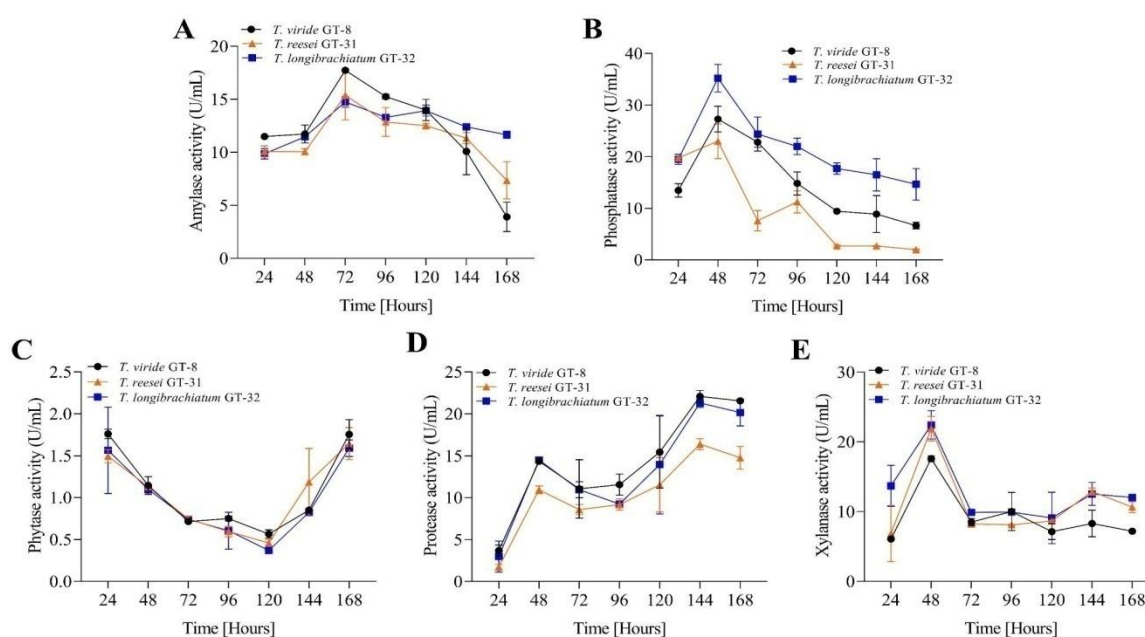 A
T. viride GT-8
T. reesei GT-31
T. longibrachiatum GT-32
Amylase activity (U/mL)
20
15
10
5
0
24 48 72 96 120 144 168
Time [Hours]
B
T. viride GT-8
T. reesei GT-31
T. longibrachiatum GT-32
Phosphatase activity (U/mL)
40
30
20
10
0
24 48 72 96 120 144 168
Time [Hours]
C
T. viride GT-8
T. reesei GT-31
T. longibrachiatum GT-32
Phytase activity (U/mL)
2.5
2.0
1.5
1.0
0.5
0.0
24 48 72 96 120 144 168
Time [Hours]
D
T. viride GT-8
T. reesei GT-31
T. longibrachiatum GT-32
Protease activity (U/mL)
25
20
15
10
5
0
24 48 72 96 120 144 168
Time [Hours]
E
T. viride GT-8
T. reesei GT-31
T. longibrachiatum GT-32
Xylanase activity (U/mL)
30
20
10
0
24 48 72 96 120 144 168
Time [Hours]